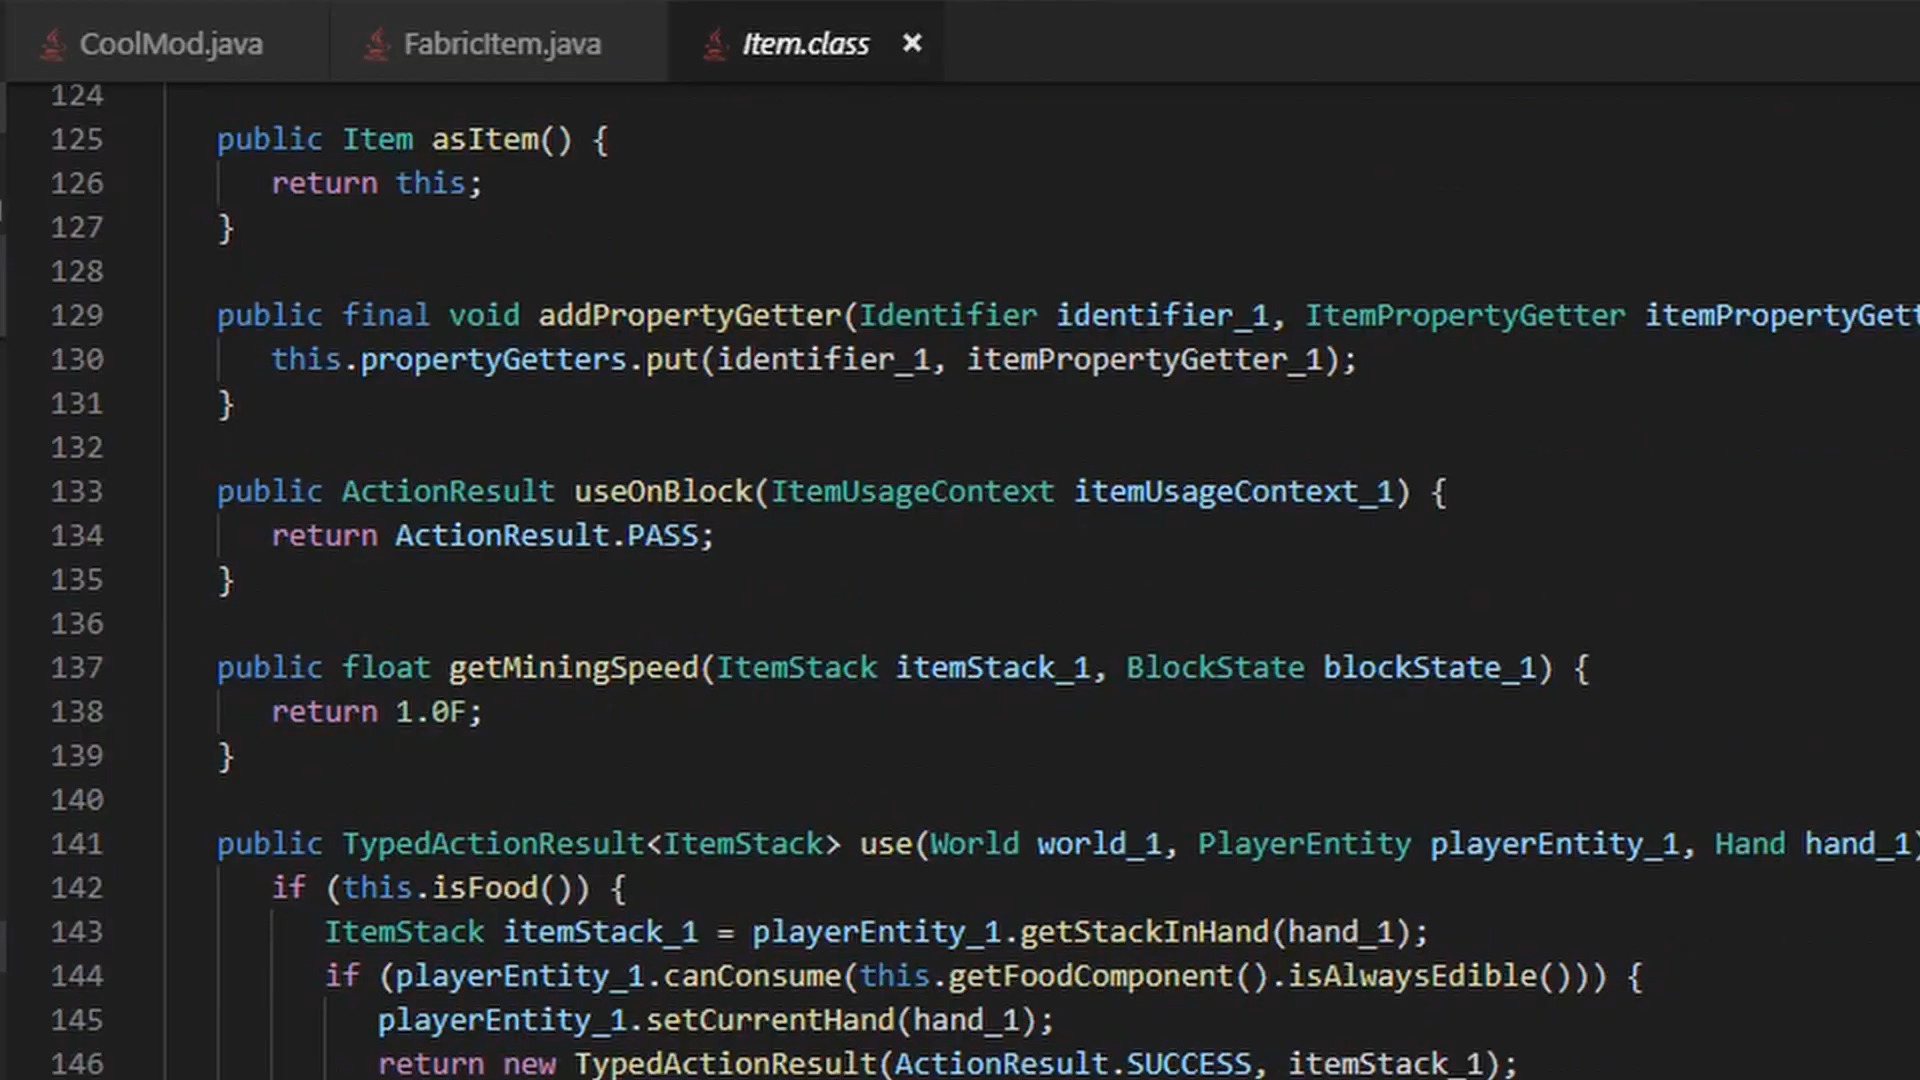 CoolMod.java FabricItem.java Item.class ×
124
125 public Item asItem() {
126 return this;
127 }
128
129 public final void addPropertyGetter(Identifier identifier_1, ItemPropertyGetter itemPropertyGett
130 this.propertyGetters.put(identifier_1, itemPropertyGetter_1);
131 }
132
133 public ActionResult useOnBlock(ItemUsageContext itemUsageContext_1) {
134 return ActionResult.PASS;
135 }
136
137 public float getMiningSpeed(ItemStack itemStack_1, BlockState blockState_1) {
138 return 1.0F;
139 }
140
141 public TypedActionResult<ItemStack> use(World world_1, PlayerEntity playerEntity_1, Hand hand_1)
142 if (this.isFood()) {
143 ItemStack itemStack_1 = playerEntity_1.getStackInHand(hand_1);
144 if (playerEntity_1.canConsume(this.getFoodComponent().isAlwaysEdible())) {
145 playerEntity_1.setCurrentHand(hand_1);
146 return new TypedActionResult(ActionResult.SUCCESS, itemStack_1);